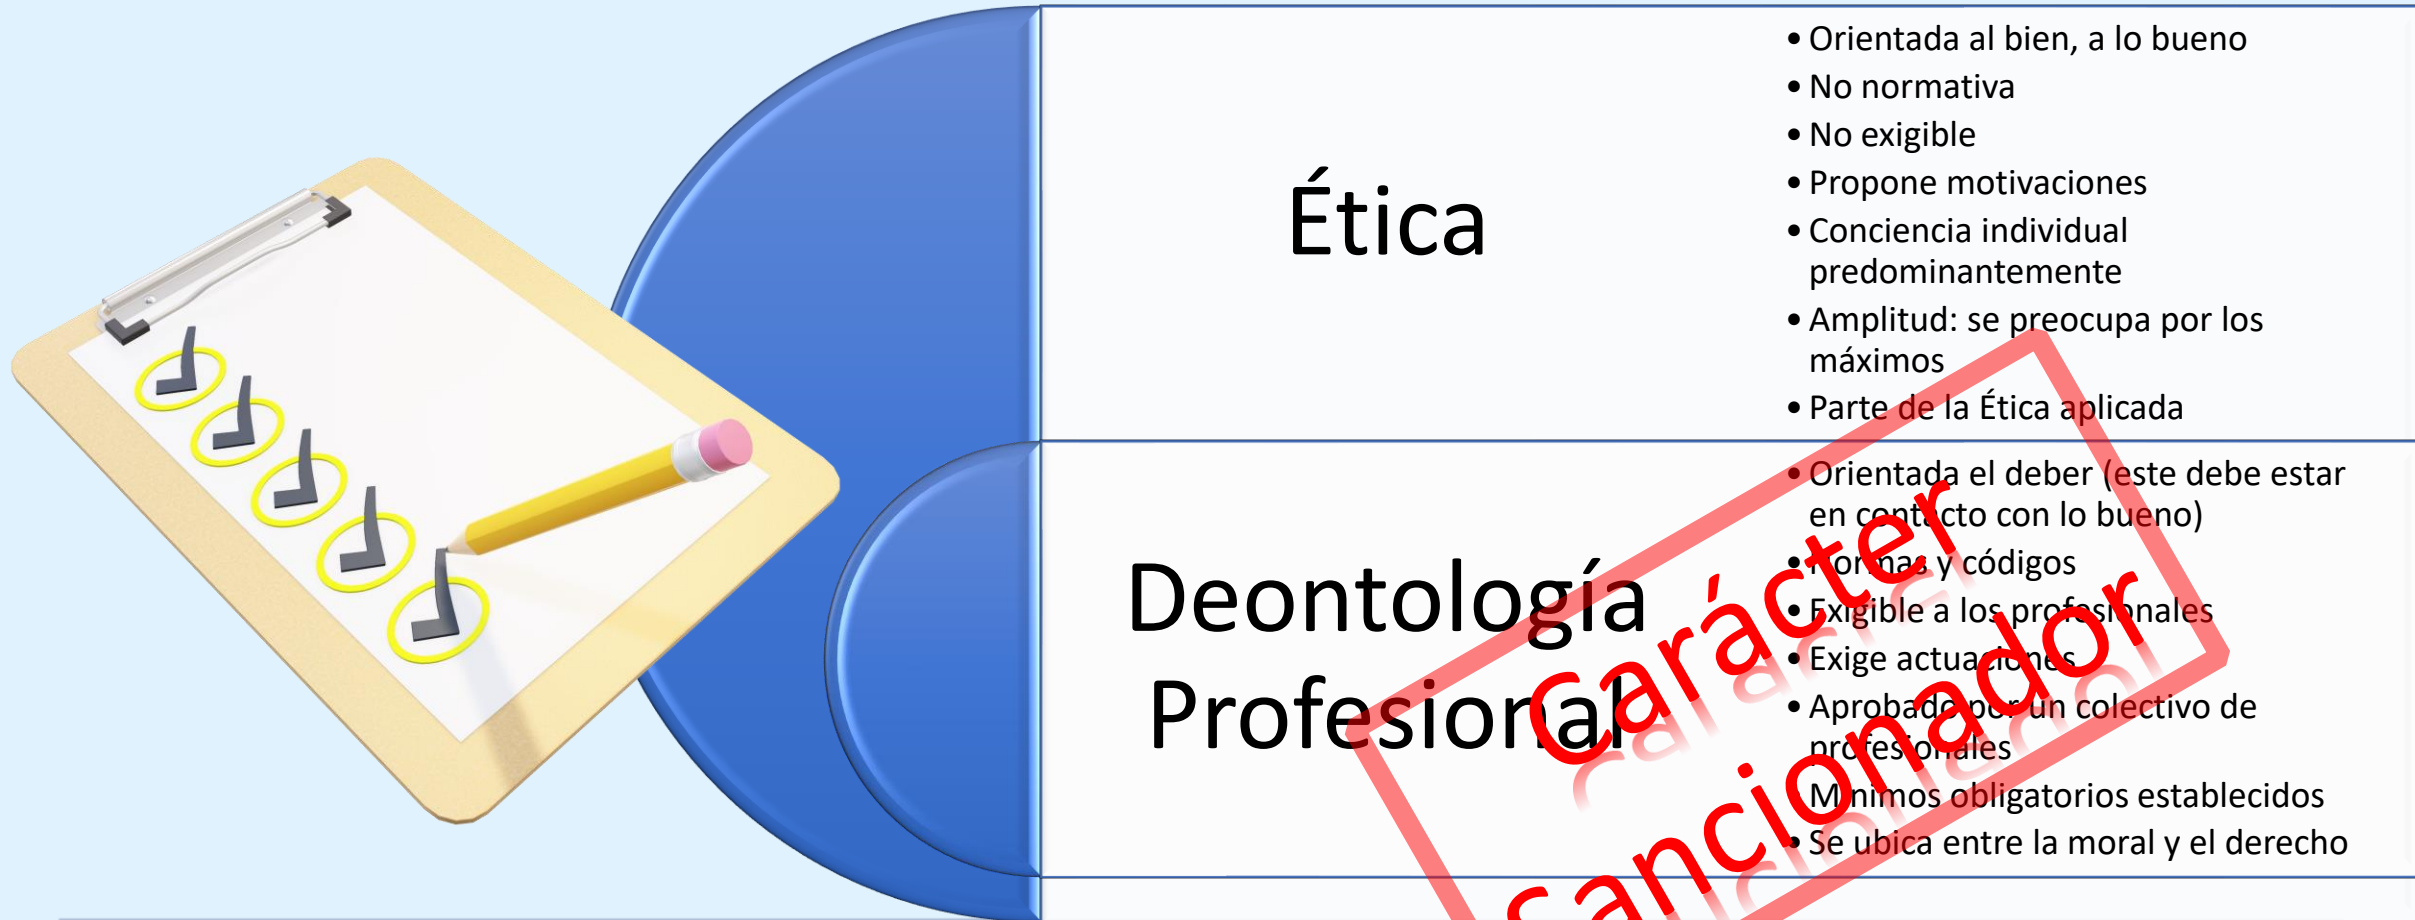 Ética
• Orientada al bien, a lo bueno
• No normativa
• No exigible
• Propone motivaciones
• Conciencia individual
predominantemente
• Amplitud: se preocupa por los
máximos
• Parte de la Ética aplicada
Deontología
Profesional
• Orientada el deber (este debe estar
en contacto con lo bueno)
• Normas y códigos
• Exigible a los profesionales
• Exige actuaciones
• Aprobado por un colectivo de
profesionales
• Mínimos obligatorios establecidos
• Se ubica entre la moral y el derecho
Carácter
Sancionador